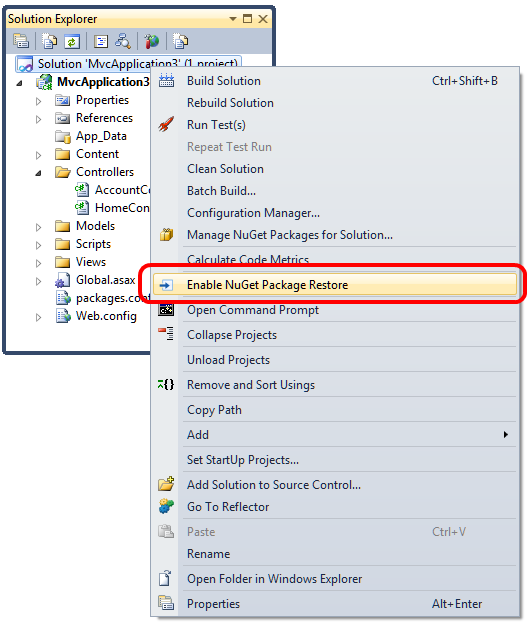 Solution Explorer
Solution 'MvcApplication3' (1 project)
MvcApplication3
Properties
References
App_Data
Content
Controllers
AccountCo
HomeCon
Models
Scripts
Views
Global.asax
packages.con
Web.config
Build Solution Ctrl+Shift+B
Rebuild Solution
Run Test(s)
Repeat Test Run
Clean Solution
Batch Build...
Configuration Manager...
Manage NuGet Packages for Solution...
Calculate Code Metrics
Enable NuGet Package Restore
Open Command Prompt
Collapse Projects
Unload Projects
Remove and Sort Usings
Copy Path
Add
Set StartUp Projects...
Add Solution to Source Control...
Go To Reflector
Paste Ctrl+V
Rename
Open Folder in Windows Explorer
Properties Alt+Enter